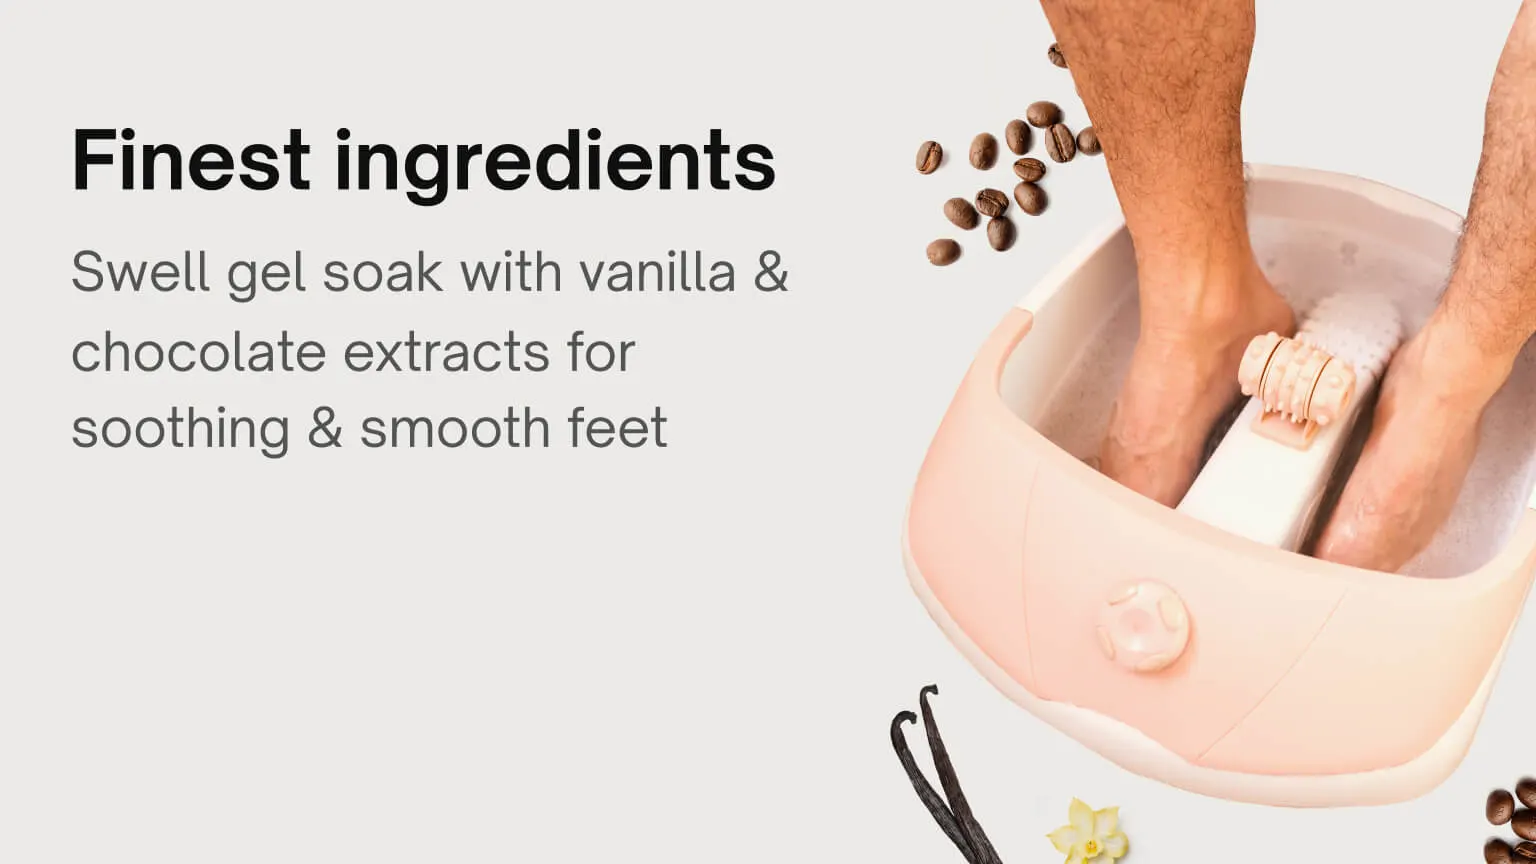 Finest ingredients
Swell gel soak with vanilla &
chocolate extracts for
soothing & smooth feet